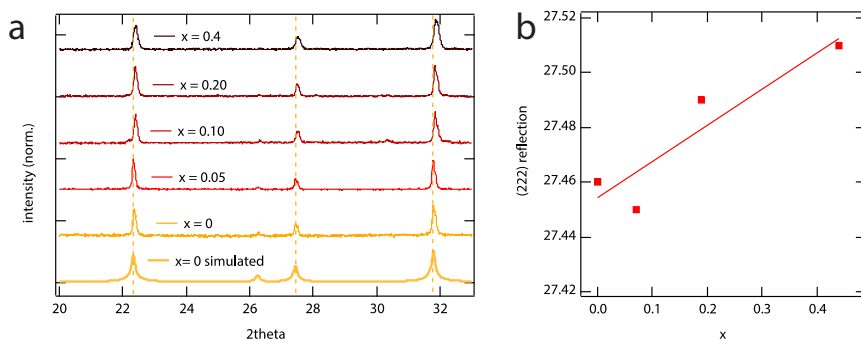 a
intensity (norm.)
x = 0.4
x = 0.20
x = 0.10
x = 0.05
x = 0
x= 0 simulated
20 22 24 26 28 30 32
2theta
b
(222) reflection
27.52
27.50
27.48
27.46
27.44
27.42
0.0 0.1 0.2 0.3 0.4
x